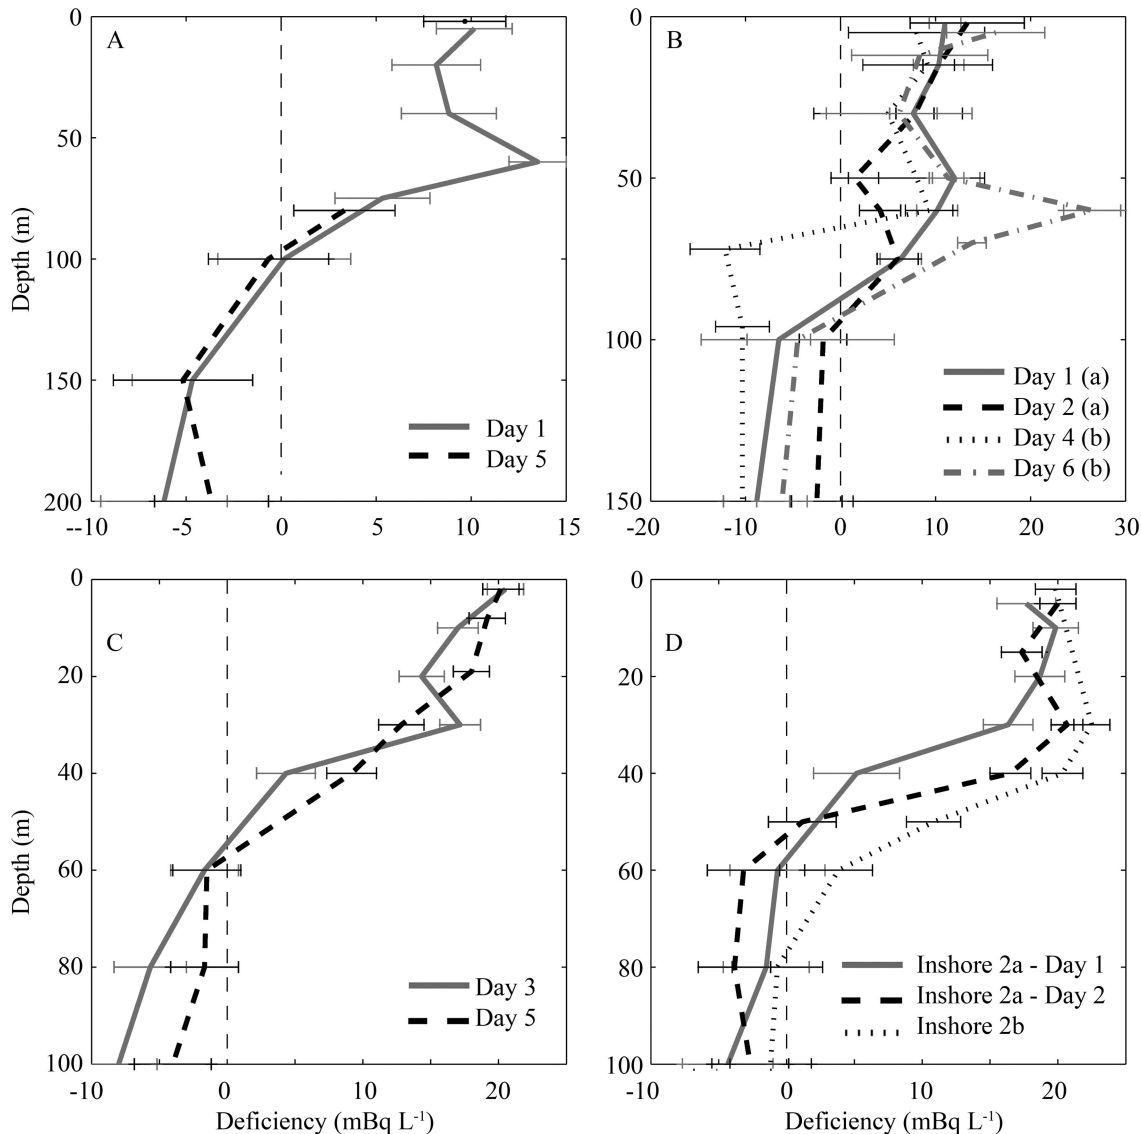 A
0
50
100
150
200
Depth (m)
--10
-5
0
5
10
15
Day 1
Day 5
B
0
50
100
150
-20
-10
0
10
20
30
Day 1 (a)
Day 2 (a)
Day 4 (b)
Day 6 (b)
C
0
20
40
60
80
100
Depth (m)
-10
0
10
20
Deficiency (mBq L⁻¹)
Day 3
Day 5
D
0
20
40
60
80
100
-10
0
10
20
Deficiency (mBq L⁻¹)
Inshore 2a - Day 1
Inshore 2a - Day 2
Inshore 2b